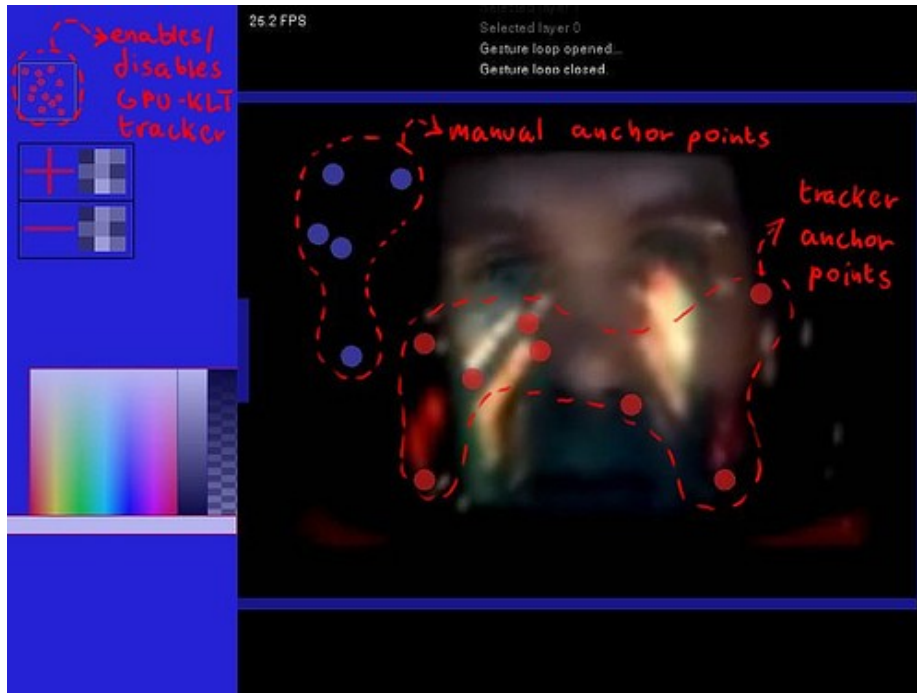 25.2 FPS
Selected layer 0
Gesture loop opened...
Gesture loop closed.
enables/
disables
GPU-KLT
tracker
manual anchor points
tracker
anchor
points